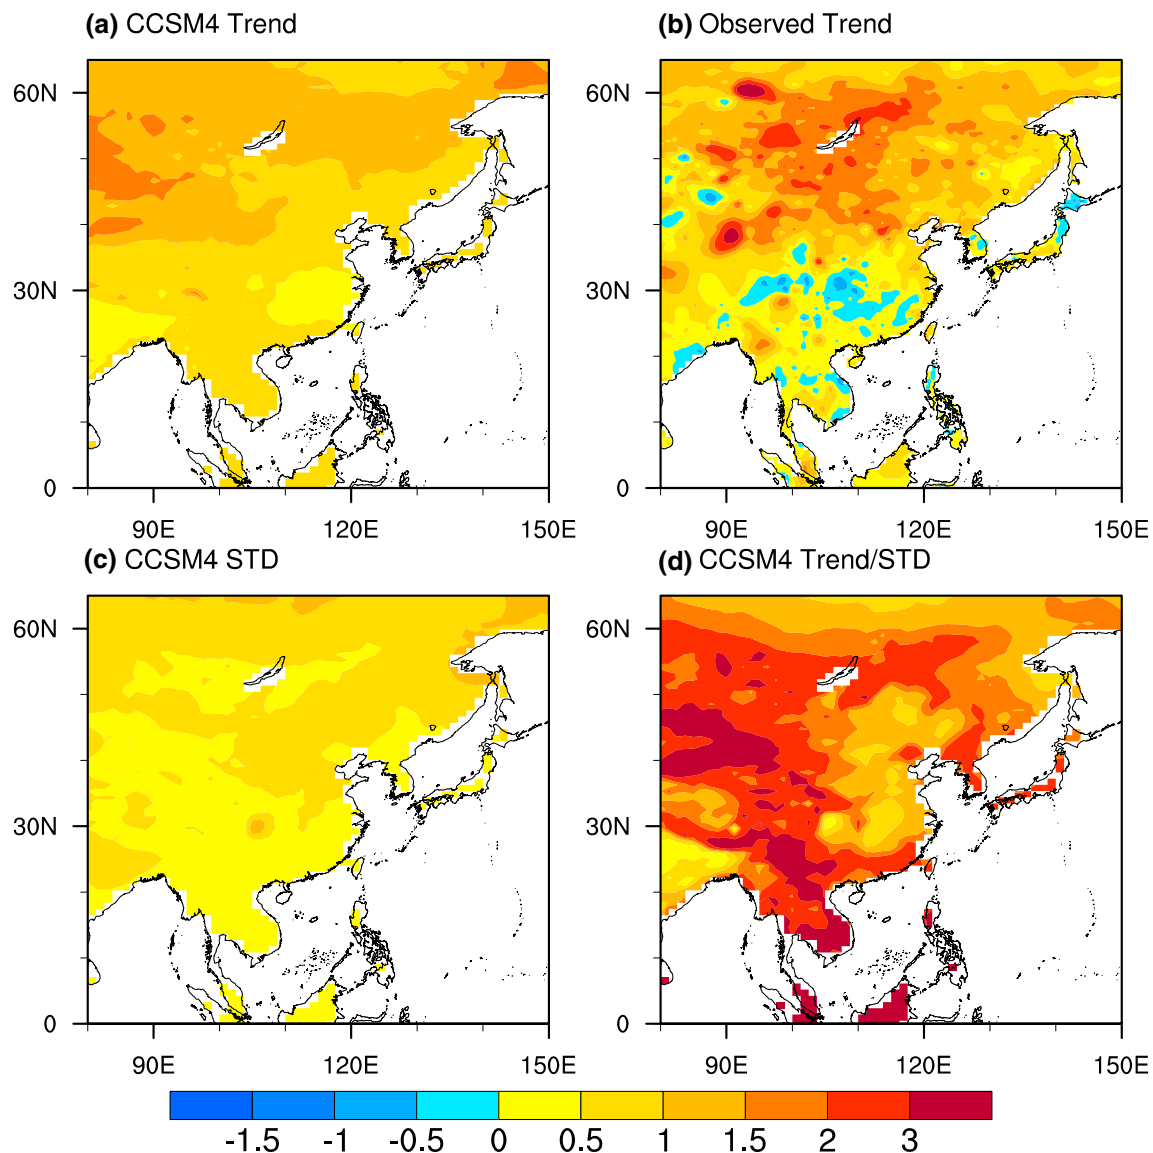 (a) CCSM4 Trend
(b) Observed Trend
60N
30N
0
90E 120E 150E
60N
30N
0
90E 120E 150E
(c) CCSM4 STD
(d) CCSM4 Trend/STD
60N
30N
0
90E 120E 150E
60N
30N
0
90E 120E 150E
-1.5 -1 -0.5 0 0.5 1 1.5 2 3